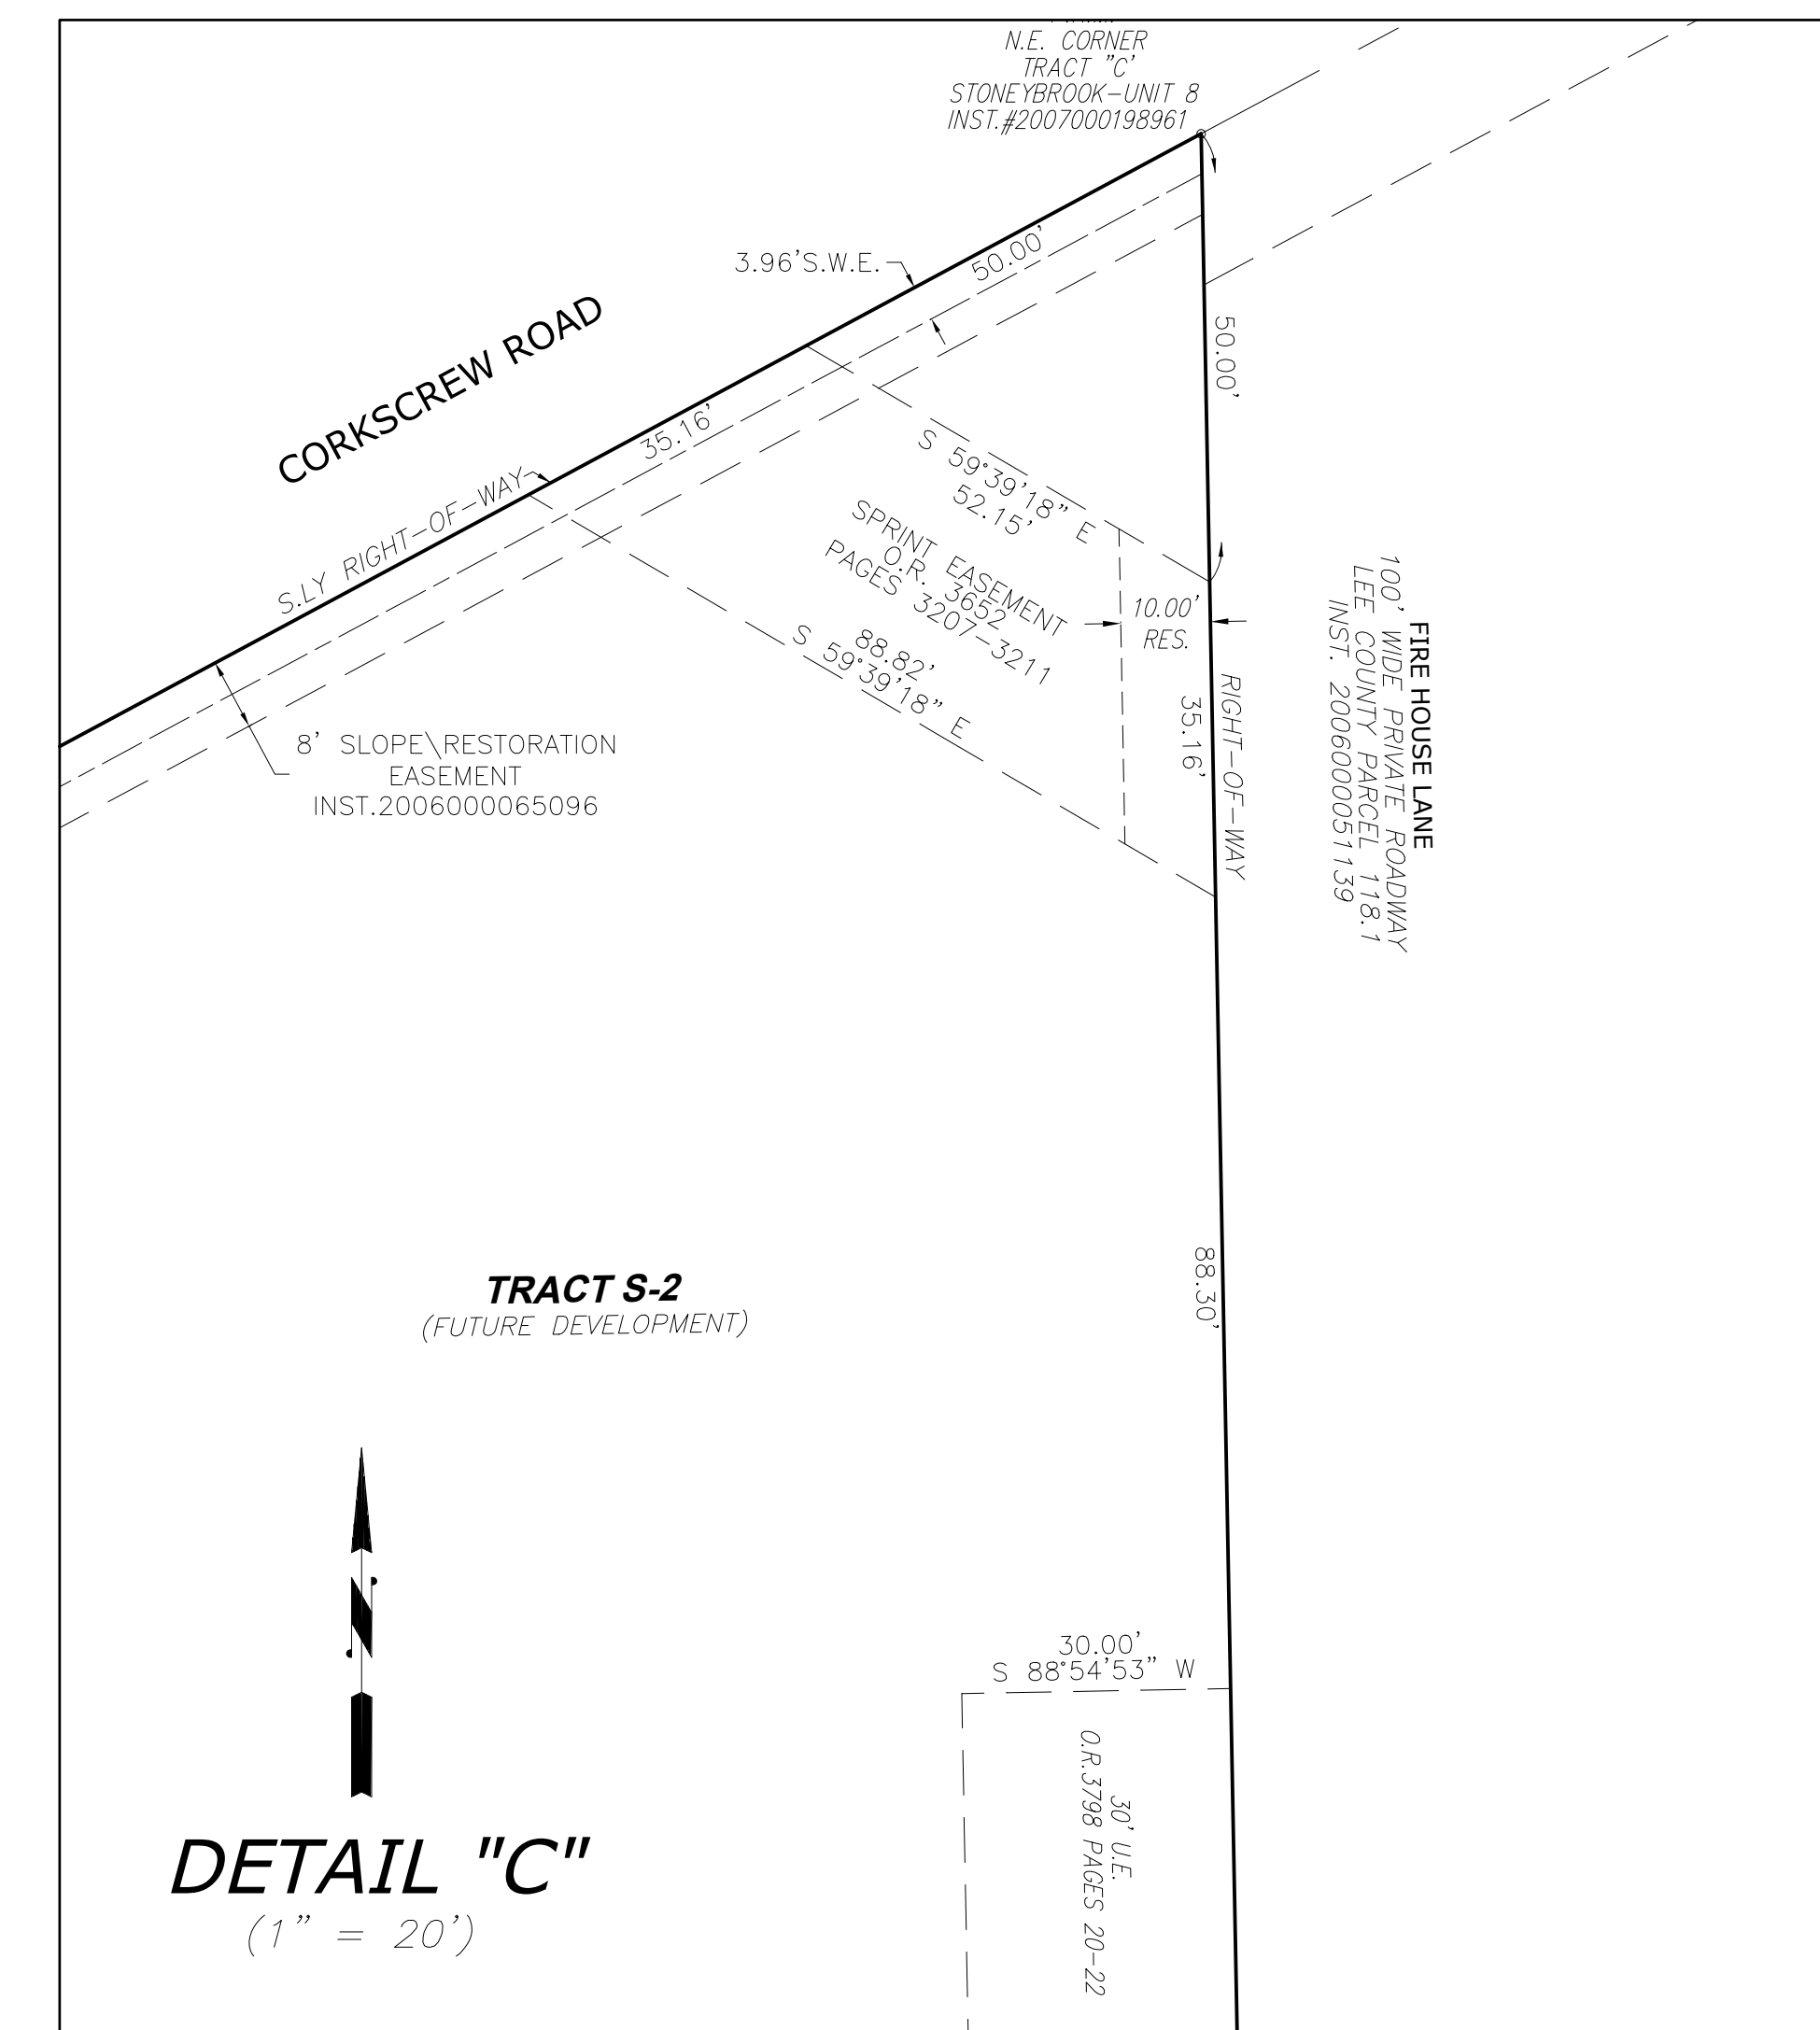 N.E. CORNER
TRACT "C'
STONEYBROOK-UNIT 8
INST.#2007000198961
3.96'S.W.E.
50.00'
CORKSCREW ROAD
35.16'
S.LY RIGHT-OF-WAY
50.00'
S 59°39'18" E
52.15'
SPRINT EASEMENT
O.R. 3652
PAGES 3207-3211
10.00'
RES.
88.82'
S 59°39'18" E
35.16'
RIGHT-OF-WAY
FIRE HOUSE LANE
100' WIDE PRIVATE ROADWAY
LEE COUNTY PARCEL 118.1
INST. 2006000051139
8' SLOPE\RESTORATION
EASEMENT
INST.2006000065096
88.30'
TRACT S-2
(FUTURE DEVELOPMENT)
N
30.00'
S 88°54'53" W
30' U.E.
O.R.3798 PAGES 20-22
DETAIL "C"
(1" = 20')